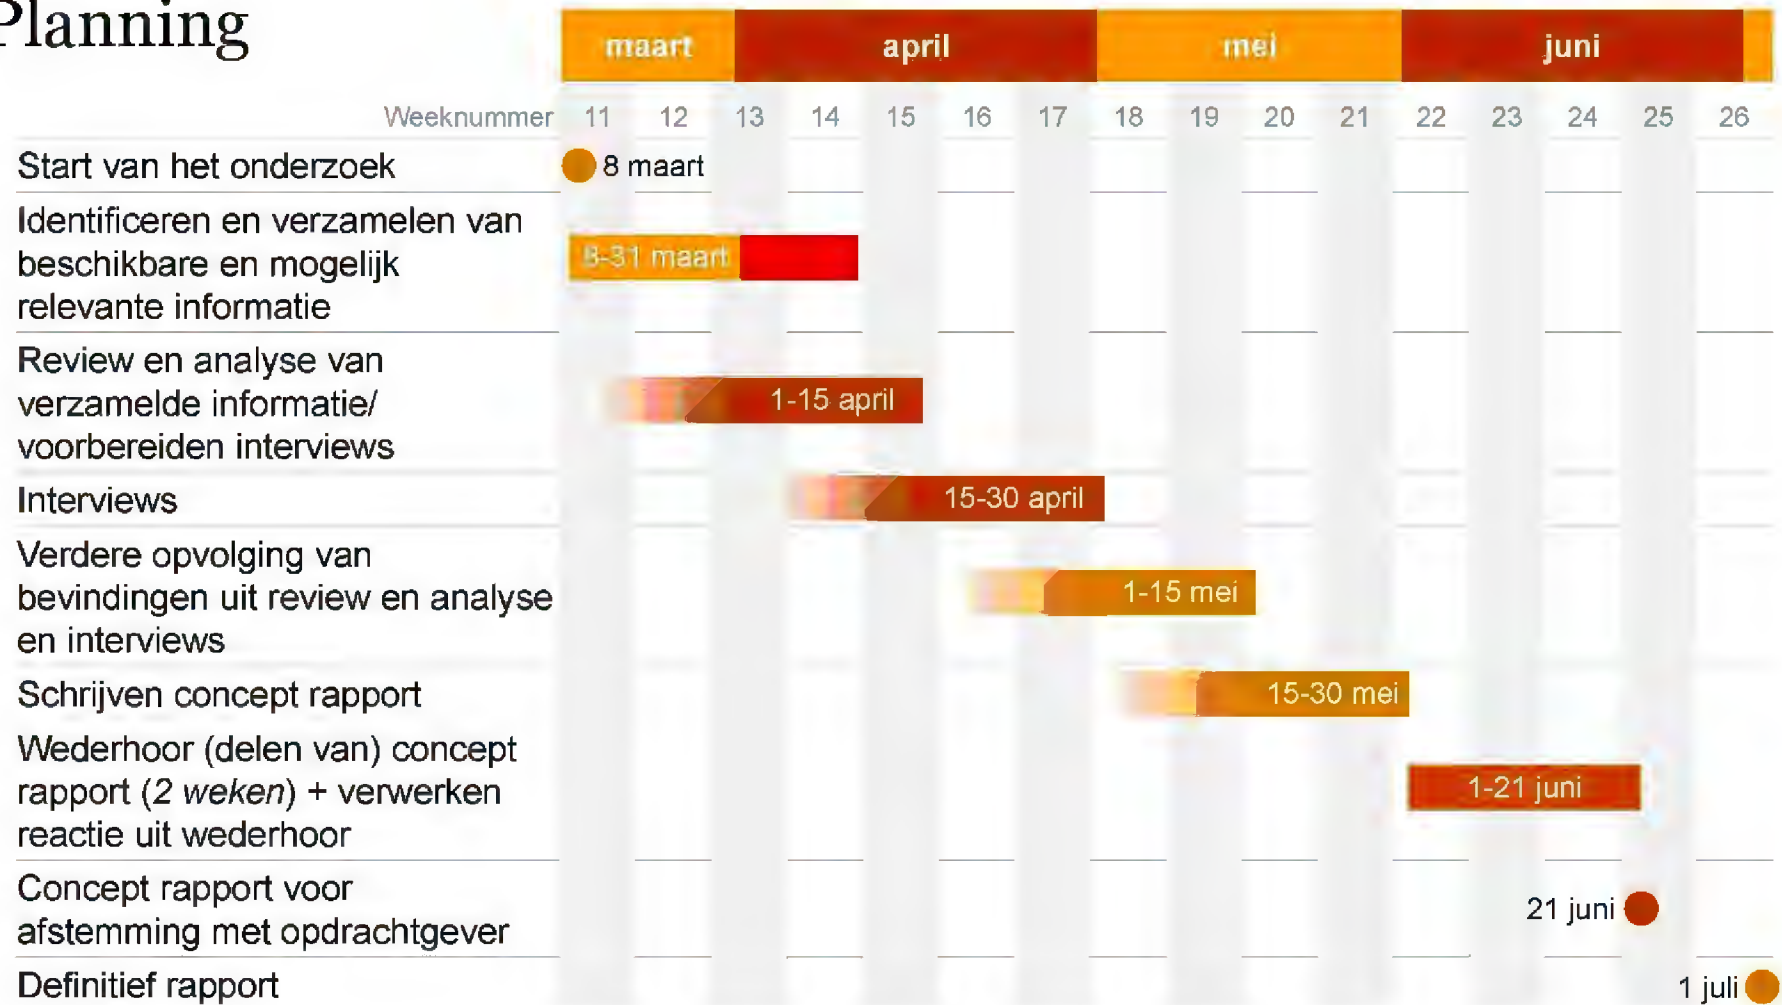 Planning
maart april mei juni
Weeknummer 11 12 13 14 15 16 17 18 19 20 21 22 23 24 25 26
Start van het onderzoek 8 maart
Identificeren en verzamelen van
beschikbare en mogelijk 8-31 maart
relevante informatie
Review en analyse van
verzamelde informatie/ 1-15 april
voorbereiden interviews
Interviews 15-30 april
Verdere opvolging van
bevindingen uit review en analyse 1-15 mei
en interviews
Schrijven concept rapport 15-30 mei
Wederhoor (delen van) concept
rapport (2 weken) + verwerken 1-21 juni
reactie uit wederhoor
Concept rapport voor
afstemming met opdrachtgever 21 juni
Definitief rapport 1 juli